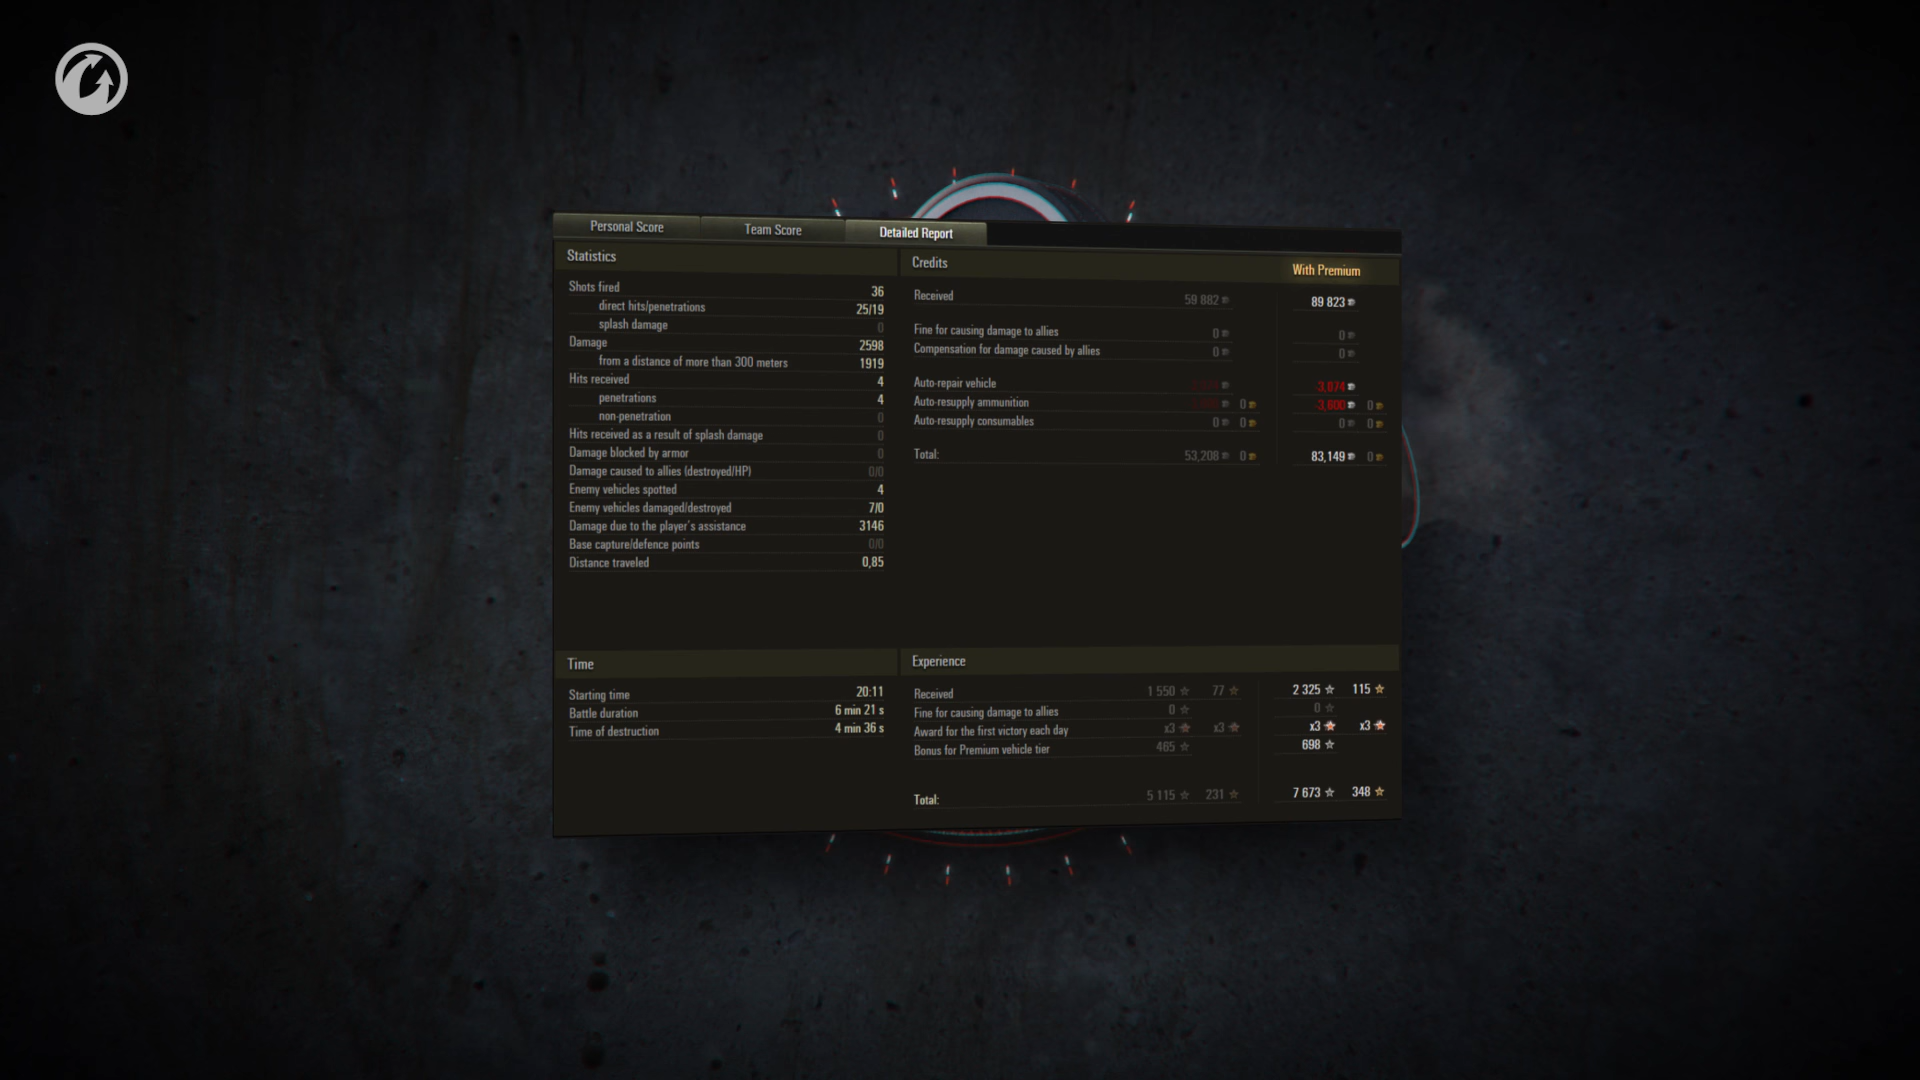 Personal Score Team Score Detailed Report
Statistics
Shots fired 36
direct hits/penetrations 25/19
splash damage 0
Damage 2598
from a distance of more than 300 meters 1919
Hits received 4
penetrations 4
non-penetration 0
Hits received as a result of splash damage 0
Damage blocked by armor 0
Damage caused to allies (destroyed/HP) 0/0
Enemy vehicles spotted 4
Enemy vehicles damaged/destroyed 7/0
Damage due to the player's assistance 3146
Base capture/defence points 0/0
Distance traveled 0,85
Credits With Premium
Received 59 882 89 823
Fine for causing damage to allies 0 0
Compensation for damage caused by allies 0 0
Auto-repair vehicle -3,074
Auto-resupply ammunition 0 -3,600 0
Auto-resupply consumables 0 0 0 0
Total: 53,208 0 83,149 0
Time
Starting time 20:11
Battle duration 6 min 21 s
Time of destruction 4 min 36 s
Experience
Received 1 550 77 2 325 115
Fine for causing damage to allies 0 0
Award for the first victory each day x3 x3 x3 x3
Bonus for Premium vehicle tier 465 698
Total: 5 115 231 7 673 348